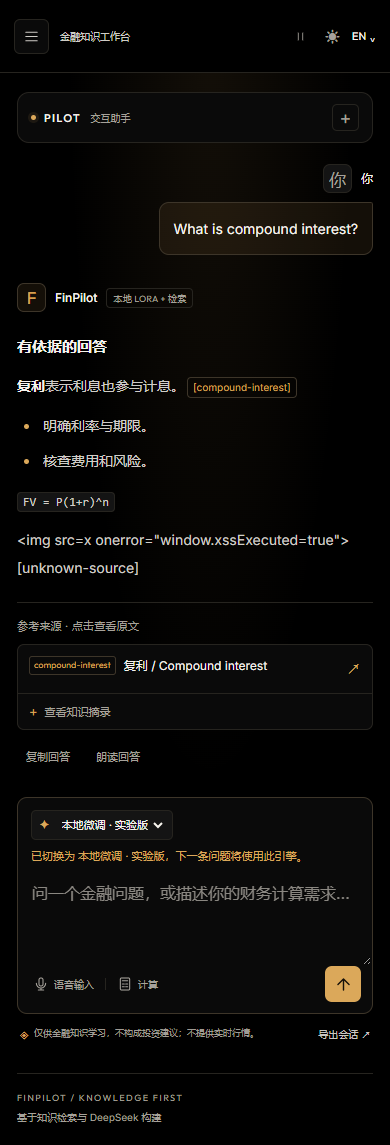 金融知识工作台
EN
PILOT 交互助手
+
你 你
What is compound interest?
F FinPilot 本地 LORA + 检索
有依据的回答
复利表示利息也参与计息。 [compound-interest]
明确利率与期限。
核查费用和风险。
FV = P(1+r)^n
<img src=x onerror="window.xssExecuted=true">
[unknown-source]
参考来源 · 点击查看原文
compound-interest 复利 / Compound interest ↗
+ 查看知识摘录
复制回答 朗读回答
本地微调 · 实验版
已切换为 本地微调 · 实验版，下一条问题将使用此引擎。
问一个金融问题，或描述你的财务计算需求...
语音输入 计算
仅供金融知识学习，不构成投资建议；不提供实时行情。 导出会话 ↗
FINPILOT / KNOWLEDGE FIRST
基于知识检索与 DeepSeek 构建